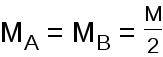 M_A = M_B = M/2